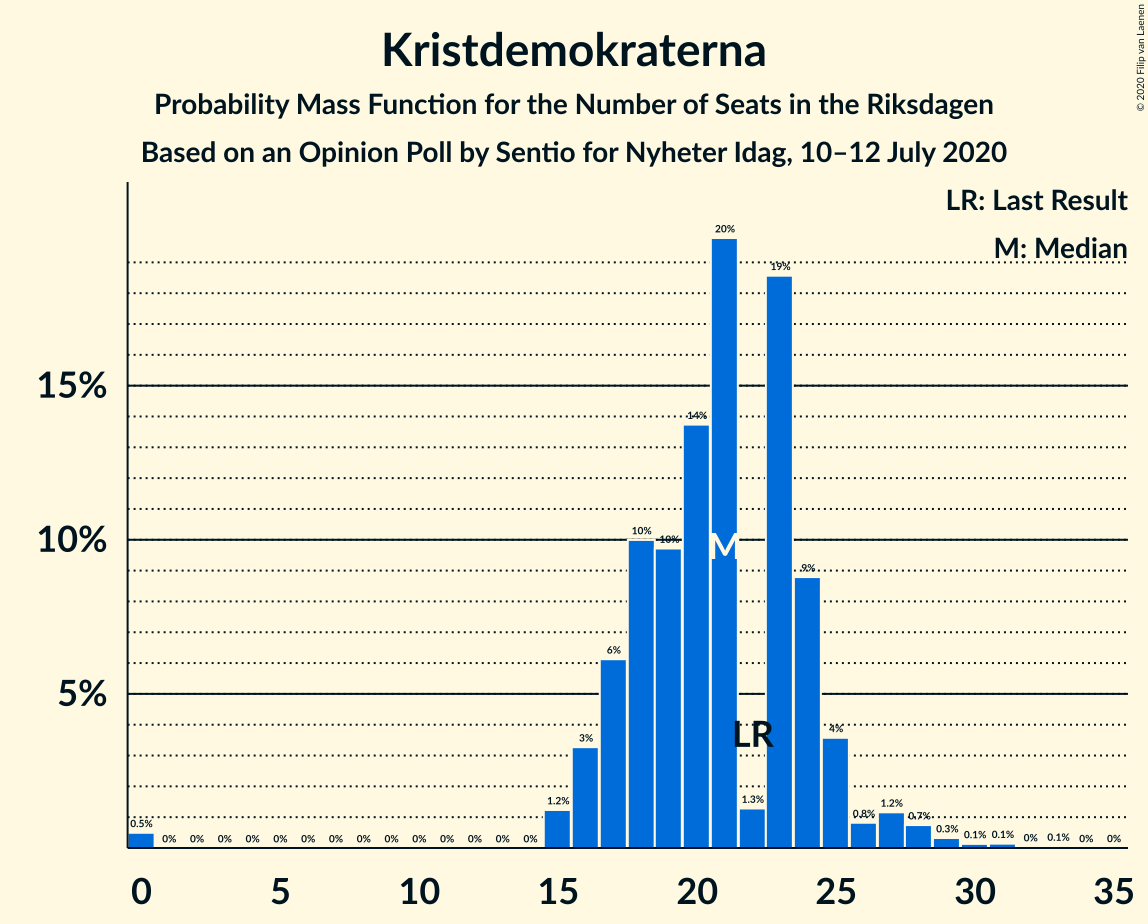 © 2020 Filip van Laenen
Kristdemokraterna
Probability Mass Function for the Number of Seats in the Riksdagen
Based on an Opinion Poll by Sentio for Nyheter Idag, 10–12 July 2020
LR: Last Result
M: Median
15%
10%
5%
0.5% 0% 0% 0% 0% 0% 0% 0% 0% 0% 0% 0% 0% 0% 0% 1.2% 3% 6% 10% 10% 14% 20% 1.3% 19% 9% 4% 0.8% 1.2% 0.7% 0.3% 0.1% 0.1% 0% 0.1% 0% 0%
M
LR
0 5 10 15 20 25 30 35